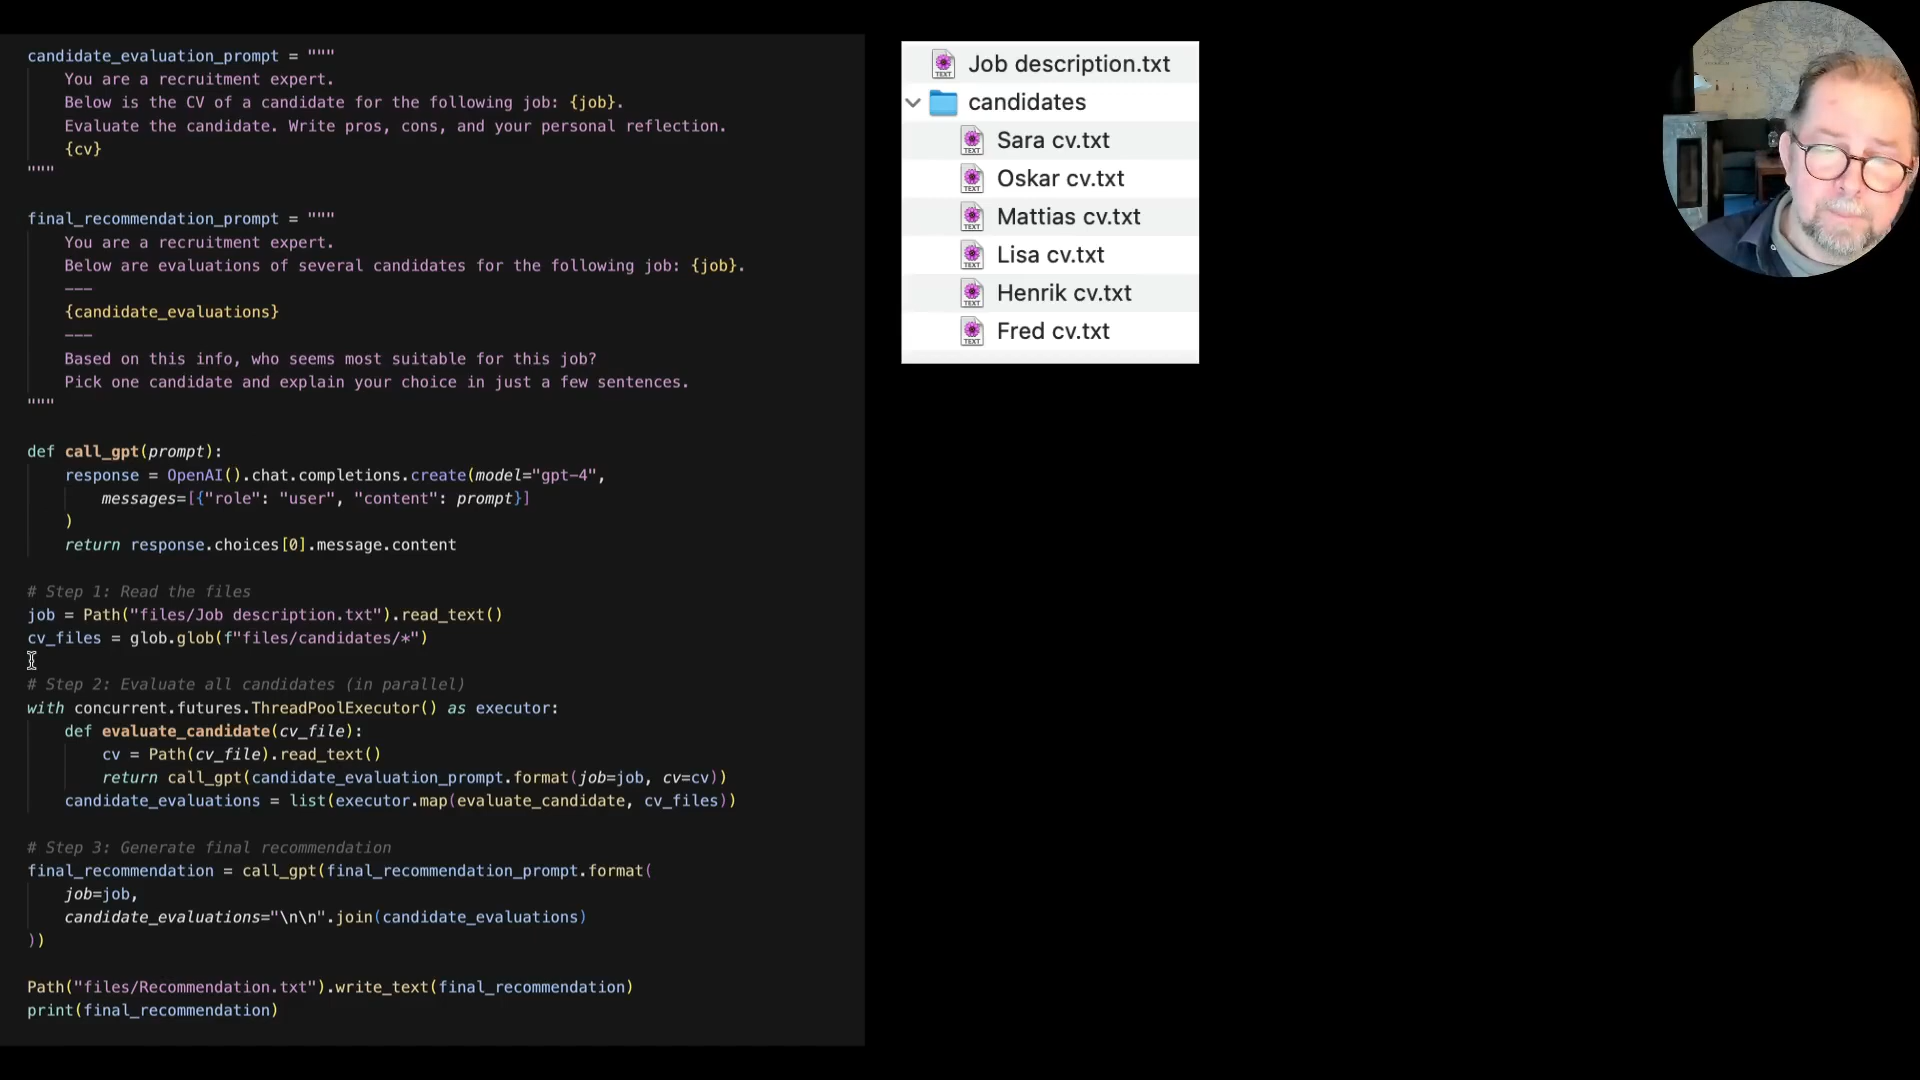 candidate_evaluation_prompt = """
    You are a recruitment expert.
    Below is the CV of a candidate for the following job: {job}.
    Evaluate the candidate. Write pros, cons, and your personal reflection.
    {cv}
"""
final_recommendation_prompt = """
    You are a recruitment expert.
    Below are evaluations of several candidates for the following job: {job}.
    ---
    {candidate_evaluations}
    ---
    Based on this info, who seems most suitable for this job?
    Pick one candidate and explain your choice in just a few sentences.
"""
def call_gpt(prompt):
    response = OpenAI().chat.completions.create(model="gpt-4",
        messages=[{"role": "user", "content": prompt}]
    )
    return response.choices[0].message.content
# Step 1: Read the files
job = Path("files/Job description.txt").read_text()
cv_files = glob.glob(f"files/candidates/*")
# Step 2: Evaluate all candidates (in parallel)
with concurrent.futures.ThreadPoolExecutor() as executor:
    def evaluate_candidate(cv_file):
        cv = Path(cv_file).read_text()
        return call_gpt(candidate_evaluation_prompt.format(job=job, cv=cv))
    candidate_evaluations = list(executor.map(evaluate_candidate, cv_files))
# Step 3: Generate final recommendation
final_recommendation = call_gpt(final_recommendation_prompt.format(
    job=job,
    candidate_evaluations="\n\n".join(candidate_evaluations)
))
Path("files/Recommendation.txt").write_text(final_recommendation)
print(final_recommendation)
TEXT Job description.txt
candidates
TEXT Sara cv.txt
TEXT Oskar cv.txt
TEXT Mattias cv.txt
TEXT Lisa cv.txt
TEXT Henrik cv.txt
TEXT Fred cv.txt